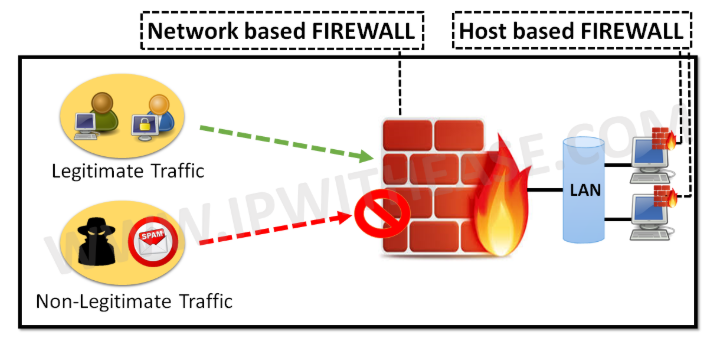 Network based FIREWALL
Host based FIREWALL
Legitimate Traffic
SPAM
Non-Legitimate Traffic
LAN
WWW.IPWITHEASE.COM